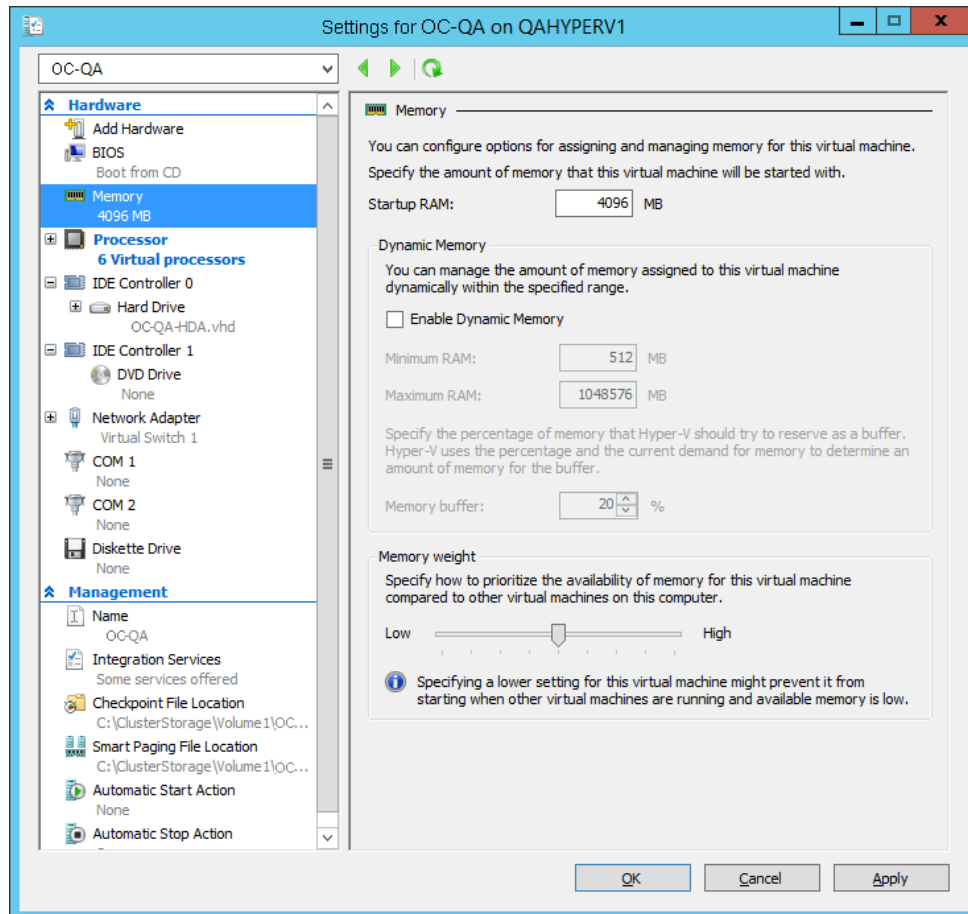 Settings for OC-QA on QAHYPERV1
OC-QA
Hardware
Add Hardware
BIOS
Boot from CD
Memory
4096 MB
Processor
6 Virtual processors
IDE Controller 0
Hard Drive
OC-QA-HDA.vhd
IDE Controller 1
DVD Drive
None
Network Adapter
Virtual Switch 1
COM 1
None
COM 2
None
Diskette Drive
None
Management
Name
OC-QA
Integration Services
Some services offered
Checkpoint File Location
C:\ClusterStorage\Volume1\OC...
Smart Paging File Location
C:\ClusterStorage\Volume1\OC...
Automatic Start Action
None
Automatic Stop Action
Memory
You can configure options for assigning and managing memory for this virtual machine.
Specify the amount of memory that this virtual machine will be started with.
Startup RAM: 4096 MB
Dynamic Memory
You can manage the amount of memory assigned to this virtual machine
dynamically within the specified range.
Enable Dynamic Memory
Minimum RAM: 512 MB
Maximum RAM: 1048576 MB
Specify the percentage of memory that Hyper-V should try to reserve as a buffer.
Hyper-V uses the percentage and the current demand for memory to determine an
amount of memory for the buffer.
Memory buffer: 20 %
Memory weight
Specify how to prioritize the availability of memory for this virtual machine
compared to other virtual machines on this computer.
Low High
Specifying a lower setting for this virtual machine might prevent it from
starting when other virtual machines are running and available memory is low.
OK Cancel Apply